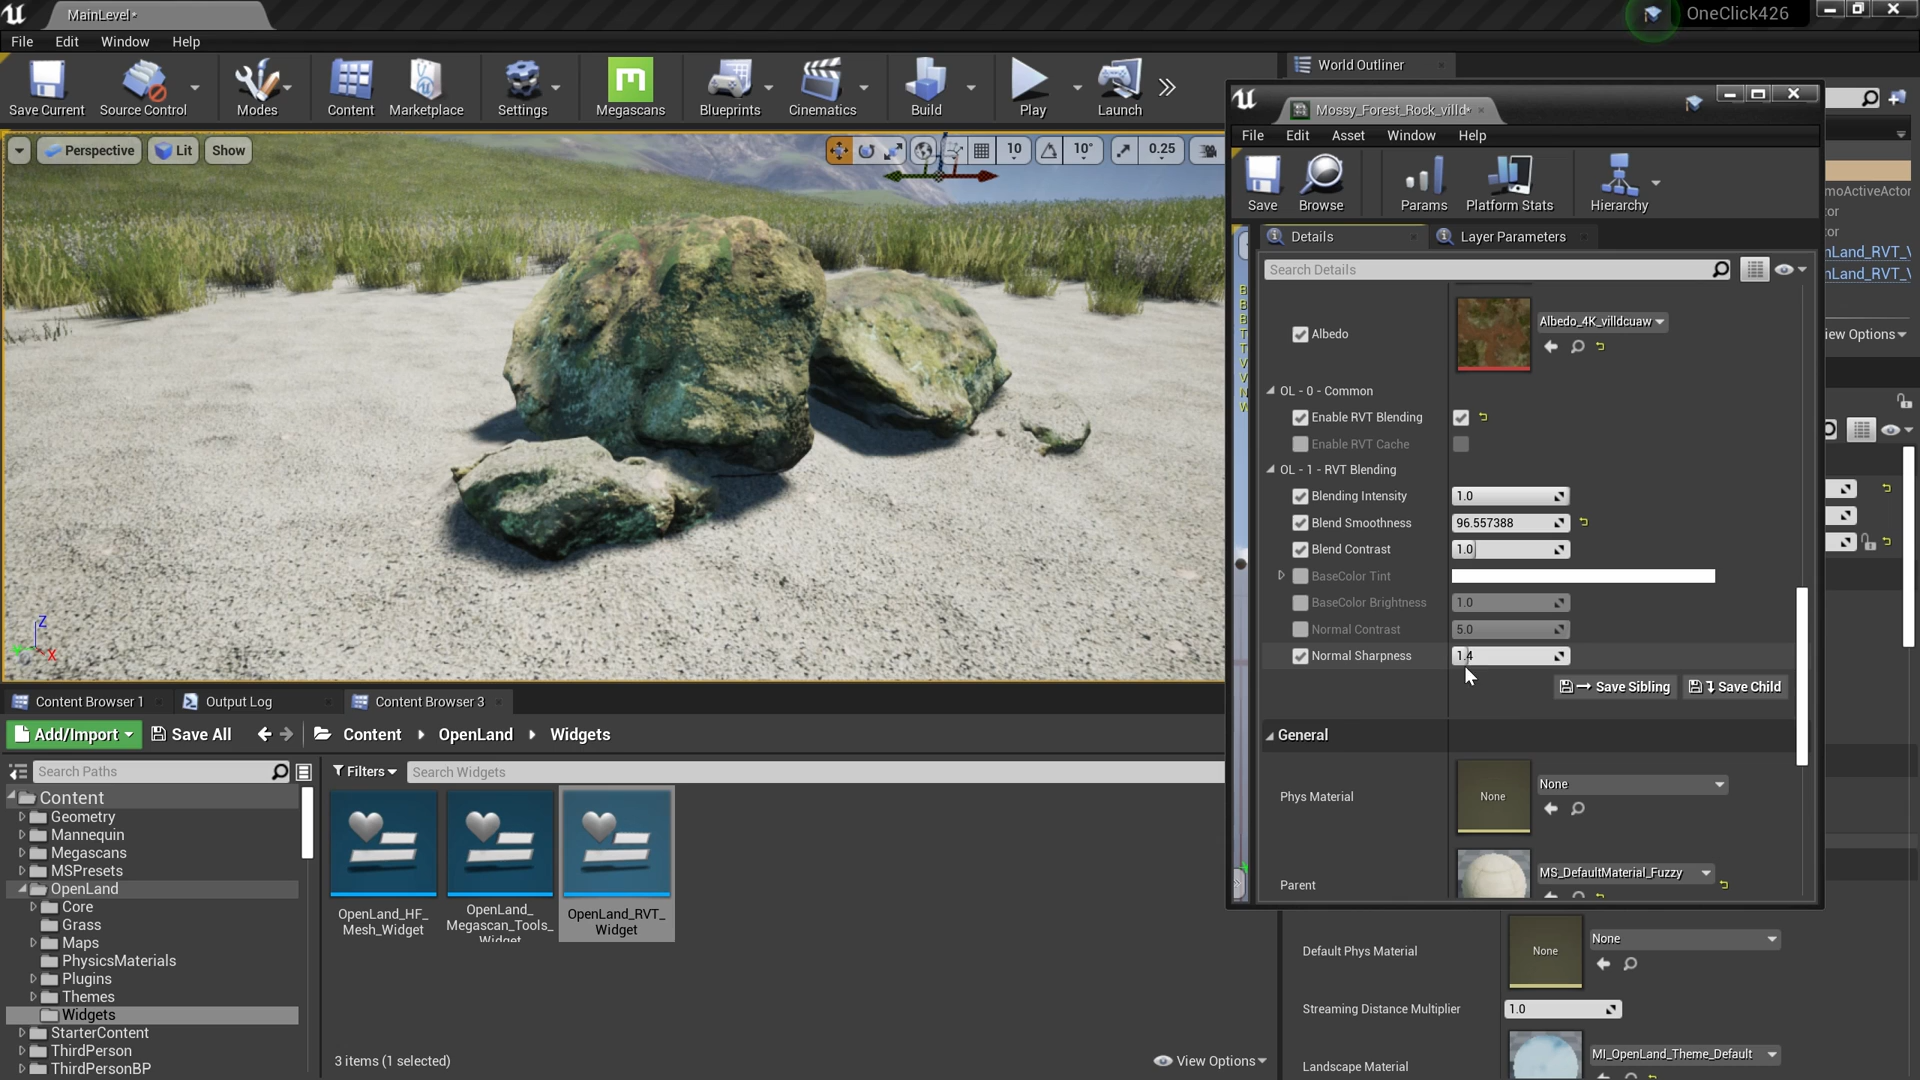 MainLevel*
OneClick426
File Edit Window Help
Save Current Source Control Modes Content Marketplace Settings Megascans Blueprints Cinematics Build Play Launch
World Outliner
Perspective Lit Show
10 10° 0.25
Mossy_Forest_Rock_villd*
File Edit Asset Window Help
Save Browse Params Platform Stats Hierarchy
Details Layer Parameters
Search Details
Albedo
Albedo_4K_villdcuaw
OL - 0 - Common
Enable RVT Blending
Enable RVT Cache
OL - 1 - RVT Blending
Blending Intensity 1.0
Blend Smoothness 96.557388
Blend Contrast 1.0
BaseColor Tint
BaseColor Brightness 1.0
Normal Contrast 5.0
Normal Sharpness 1.4
Save Sibling Save Child
General
Phys Material None None
Parent MS_DefaultMaterial_Fuzzy
moActiveActor
tor
tor
nLand_RVT_V
nLand_RVT_V
iew Options
Z
X
Content Browser 1 Output Log Content Browser 3
Add/Import Save All Content OpenLand Widgets
Search Paths
Filters Search Widgets
Content
Geometry
Mannequin
Megascans
MSPresets
OpenLand
Core
Grass
Maps
PhysicsMaterials
Plugins
Themes
Widgets
StarterContent
ThirdPerson
ThirdPersonBP
OpenLand_HF_
Mesh_Widget
OpenLand_
Megascan_Tools_
Widget
OpenLand_RVT_
Widget
3 items (1 selected)
View Options
Default Phys Material None None
Streaming Distance Multiplier 1.0
Landscape Material MI_OpenLand_Theme_Default